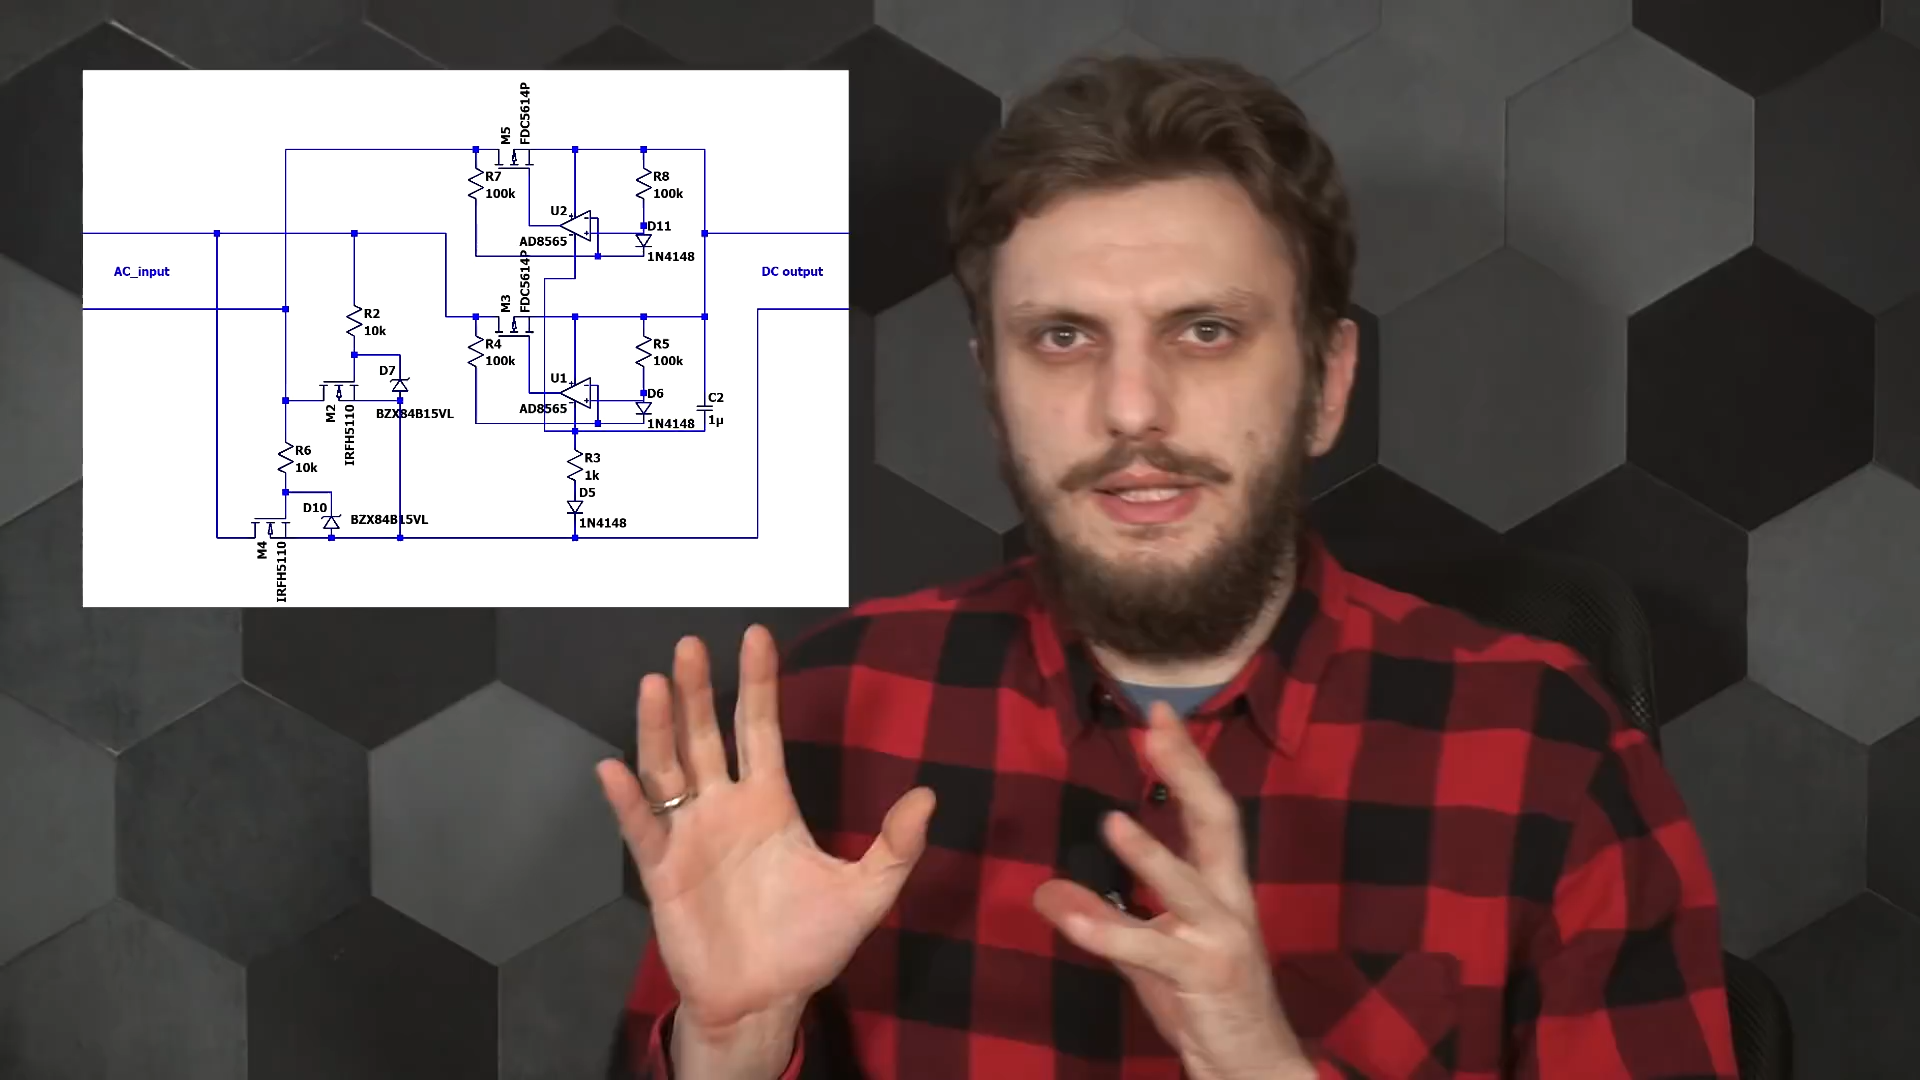 M5
FDC5614P
R7
100k
R8
100k
U2
AD8565
D11
1N4148
AC_input
DC output
M3
FDC5614P
R2
10k
R4
100k
R5
100k
D7
BZX84B15VL
U1
AD8565
D6
1N4148
C2
1µ
M2
IRFH5110
R6
10k
R3
1k
D5
1N4148
D10
BZX84B15VL
M4
IRFH5110